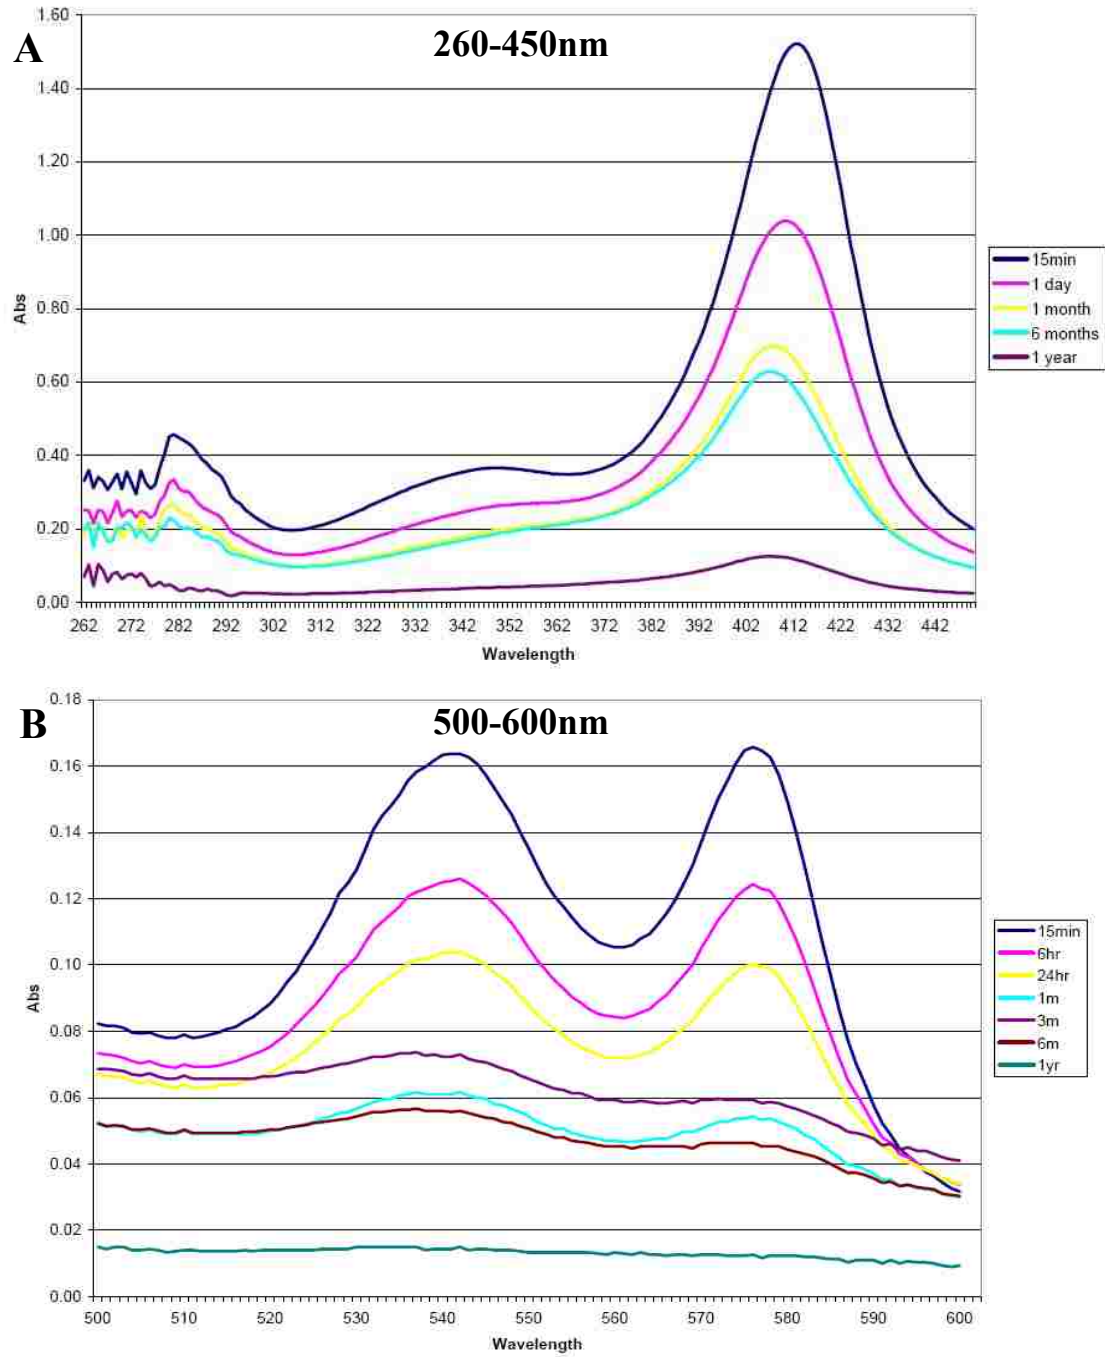 A
260-450nm
1.60
1.40
1.20
1.00
0.80
0.60
0.40
0.20
0.00
Abs
262 272 282 292 302 312 322 332 342 352 362 372 382 392 402 412 422 432 442
Wavelength
15min
1 day
1 month
6 months
1 year
B
500-600nm
0.18
0.16
0.14
0.12
0.10
0.08
0.06
0.04
0.02
0.00
Abs
500 510 520 530 540 550 560 570 580 590 600
Wavelength
15min
6hr
24hr
1m
3m
6m
1yr